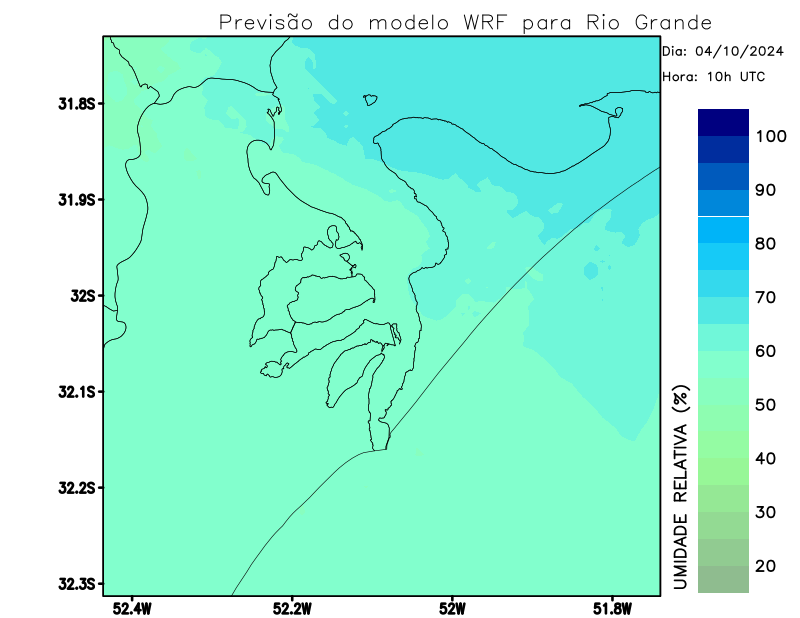 Previsão do modelo WRF para Rio Grande
Dia: 04/10/2024
Hora: 10h UTC
31.8S
31.9S
32S
32.1S
32.2S
32.3S
52.4W
52.2W
52W
51.8W
100
90
80
70
60
50
40
30
20
UMIDADE RELATIVA (%)